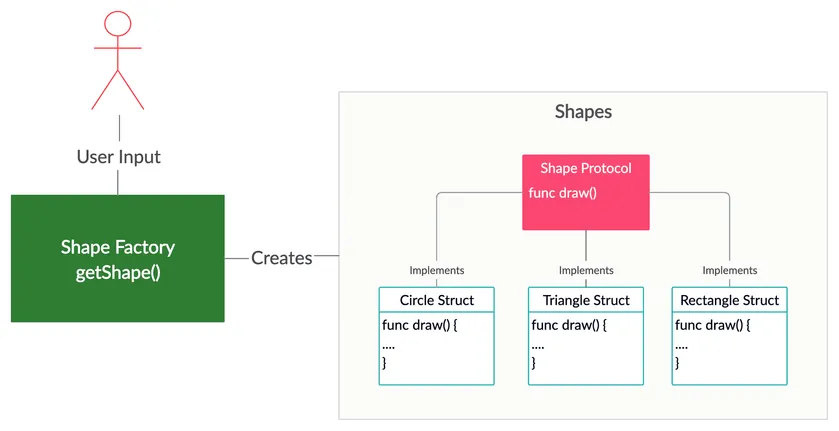 User Input
Shape Factory
getShape()
Creates
Shapes
Shape Protocol
func draw()
Implements
Implements
Implements
Circle Struct
func draw() {
....
}
Triangle Struct
func draw() {
....
}
Rectangle Struct
func draw() {
....
}